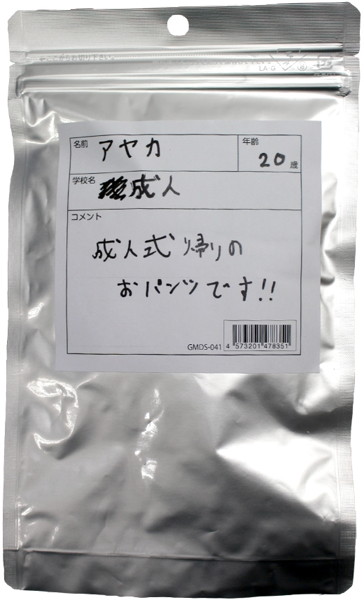 名前 アヤカ 年齢 20歳
学校名 成人
コメント
成人式帰りの
おパンツです!!
GMDS-041 4 573201 478351